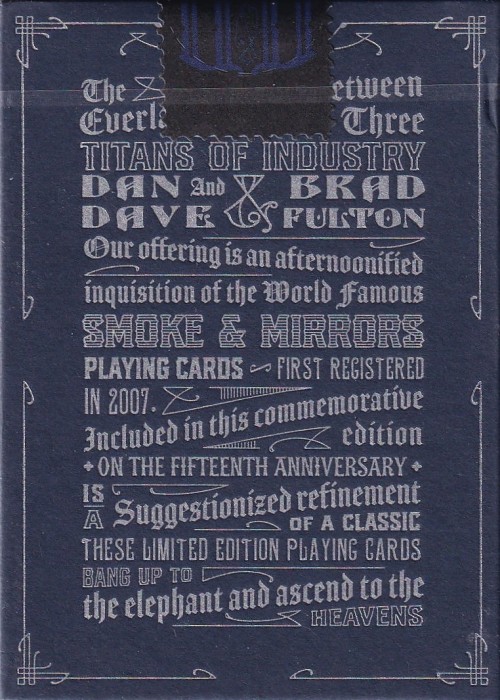 The etween
Everl Three
TITANS OF INDUSTRY
DAN And BRAD
DAVE & FULTON
Our offering is an afternoonified
inquisition of the World Famous
SMOKE & MIRRORS
PLAYING CARDS ~ FIRST REGISTERED
IN 2007.
Included in this commemorative
edition
+ ON THE FIFTEENTH ANNIVERSARY +
IS
A Suggestionized refinement
OF A CLASSIC
THESE LIMITED EDITION PLAYING CARDS
BANG UP TO
the elephant and ascend to the
HEAVENS